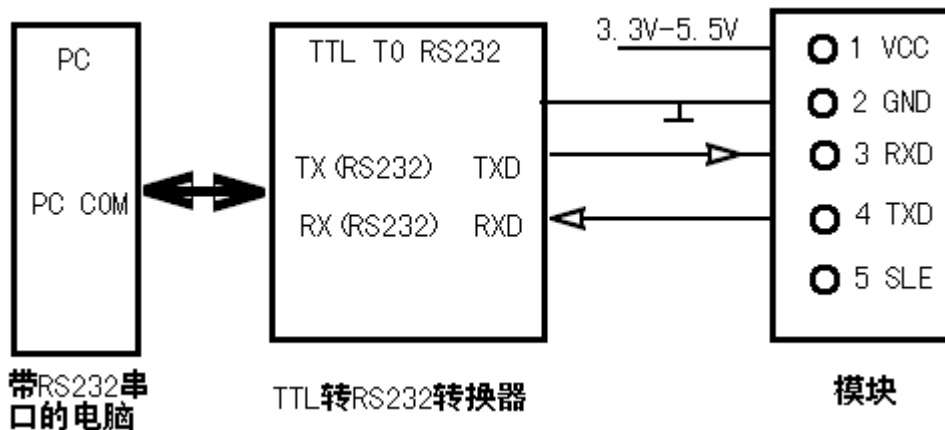 PC
PC COM
带RS232串
口的电脑
TTL TO RS232
TX(RS232) TXD
RX(RS232) RXD
TTL转RS232转换器
3.3V-5.5V
1 VCC
2 GND
3 RXD
4 TXD
5 SLE
模块